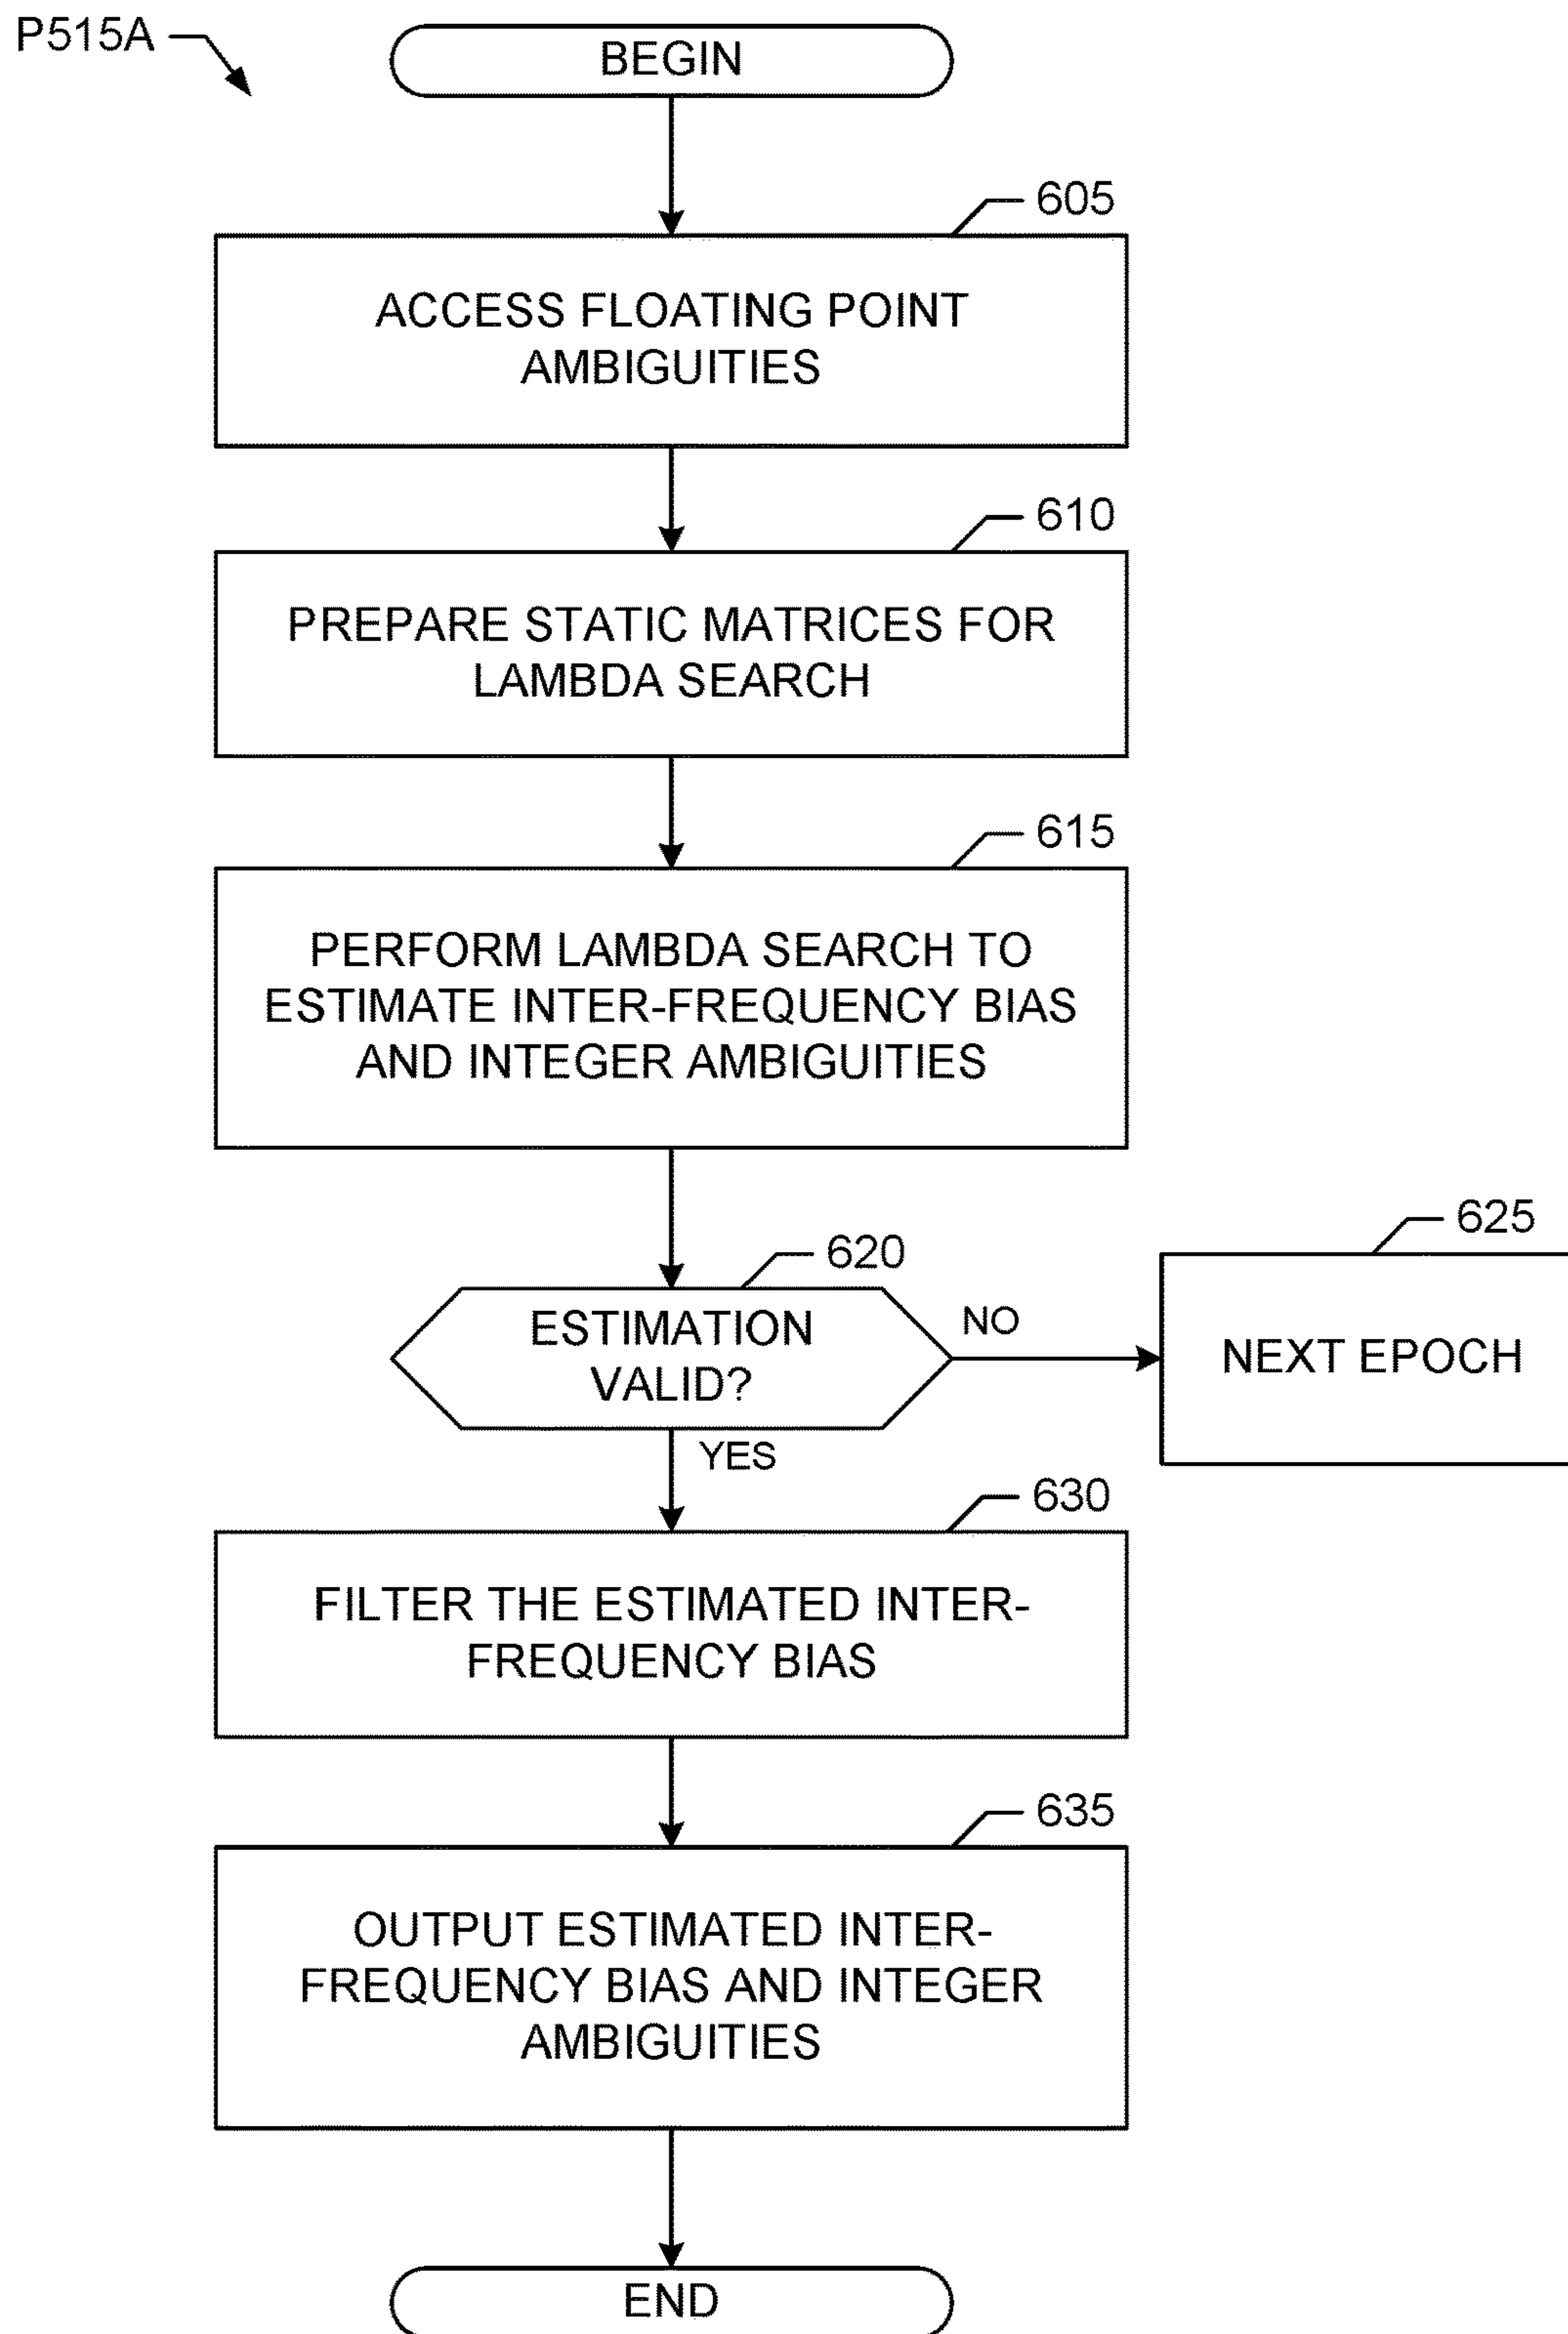 P515A
BEGIN
605
ACCESS FLOATING POINT
AMBIGUITIES
610
PREPARE STATIC MATRICES FOR
LAMBDA SEARCH
615
PERFORM LAMBDA SEARCH TO
ESTIMATE INTER-FREQUENCY BIAS
AND INTEGER AMBIGUITIES
620
ESTIMATION
VALID?
NO
625
NEXT EPOCH
YES
630
FILTER THE ESTIMATED INTER-
FREQUENCY BIAS
635
OUTPUT ESTIMATED INTER-
FREQUENCY BIAS AND INTEGER
AMBIGUITIES
END